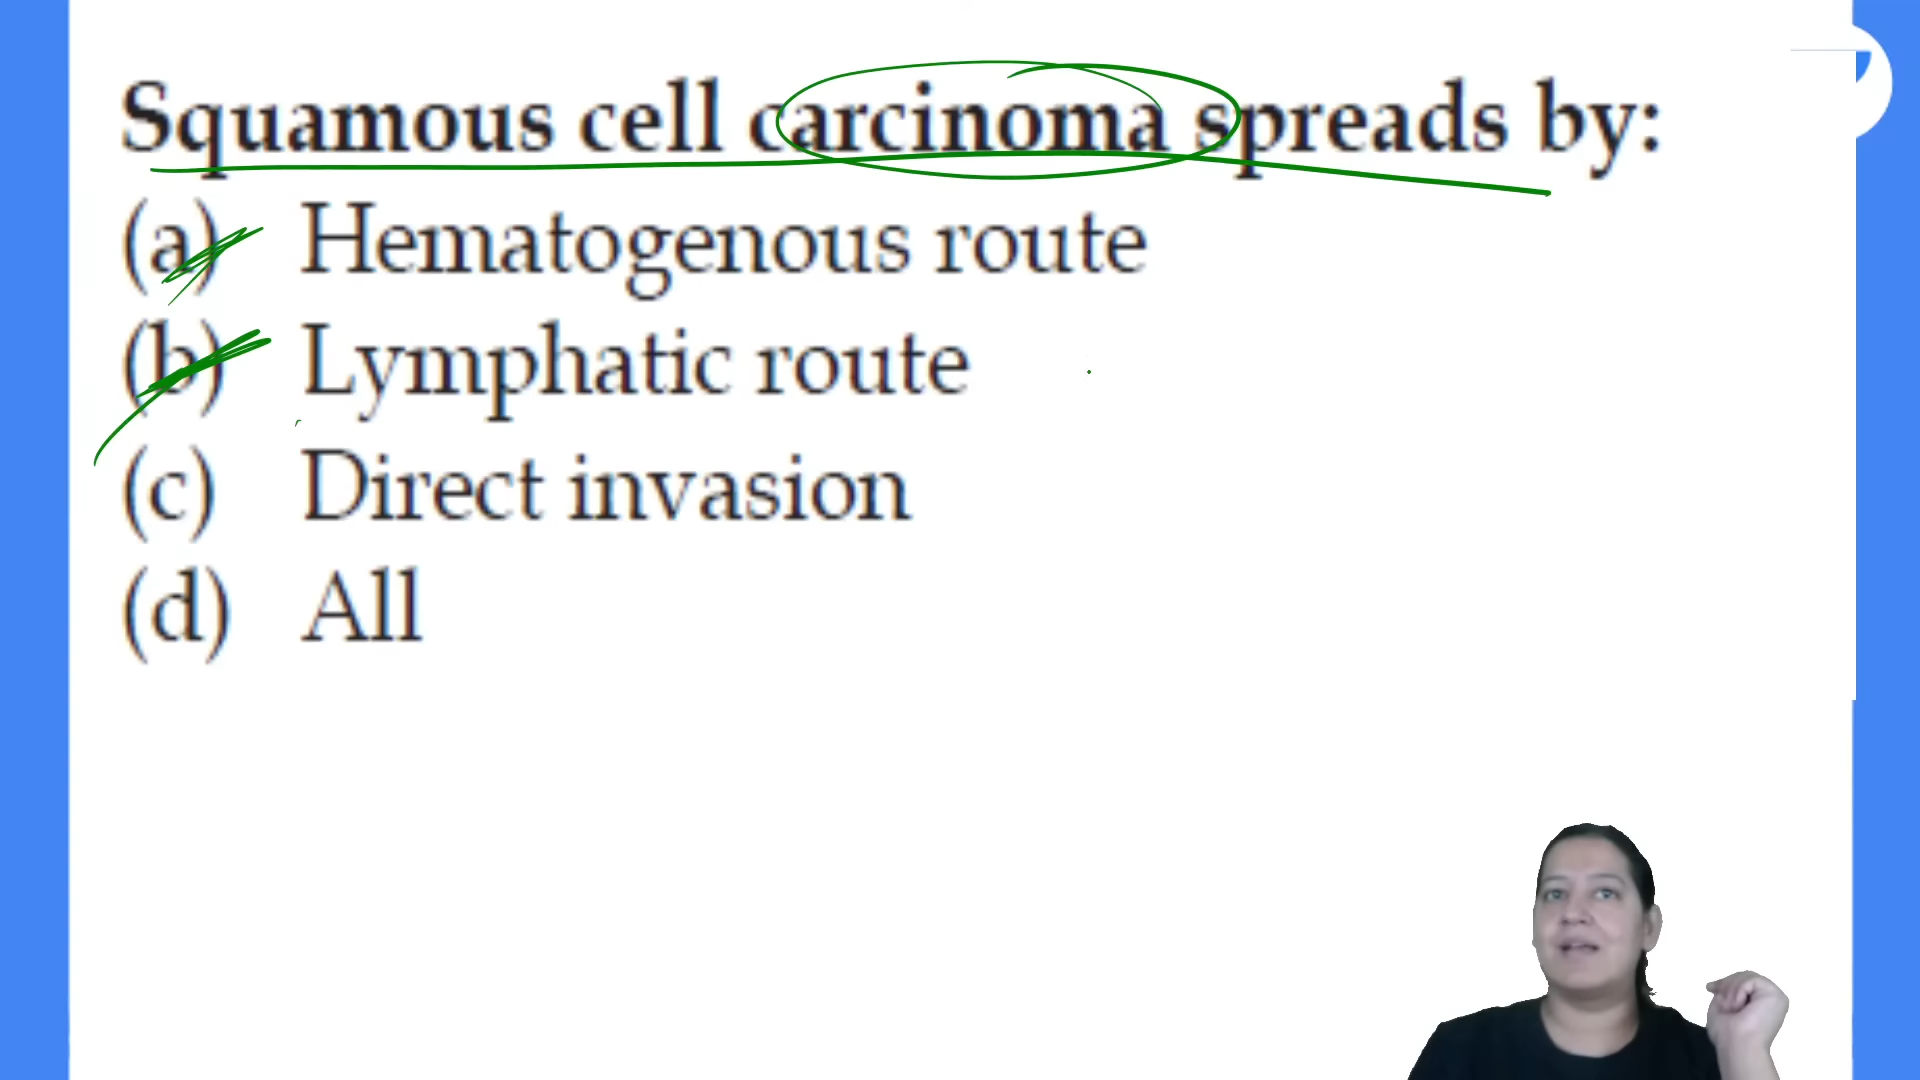 Squamous cell carcinoma spreads by:
(a) Hematogenous route
(b) Lymphatic route
(c) Direct invasion
(d) All